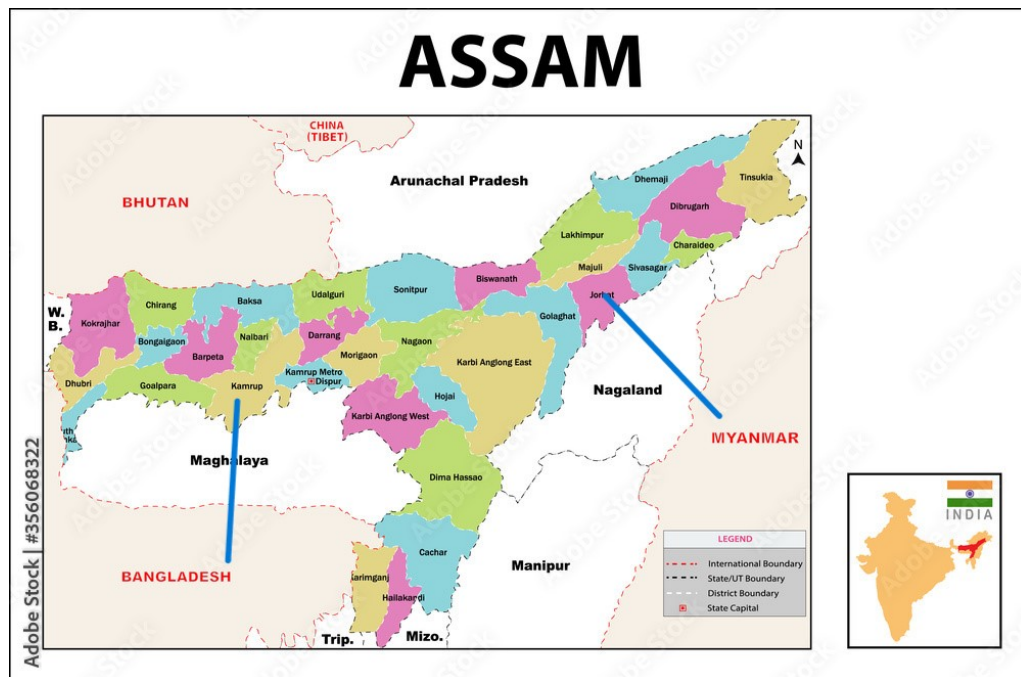 ASSAM
CHINA
(TIBET)
N
Arunachal Pradesh
BHUTAN
Tinsukia
Dhemaji
Dibrugarh
Lakhimpur
Charaideo
Majuli
Sivasagar
Biswanath
Jorhat
Sonitpur
Udalguri
Baksa
Chirang
W.
B.
Kokrajhar
Golaghat
Darrang
Nalbari
Bongaigaon
Barpeta
Morigaon
Nagaon
Karbi Anglong East
Kamrup Metro
Dispur
Dhubri
Goalpara
Kamrup
Hojai
Nagaland
Karbi Anglong West
MYANMAR
Maghalaya
Dima Hassao
INDIA
LEGEND
International Boundary
State/UT Boundary
District Boundary
State Capital
Cachar
Manipur
BANGLADESH
Hailakandi
Trip.
Mizo.
Adobe Stock | #356068322
Adobe Stock